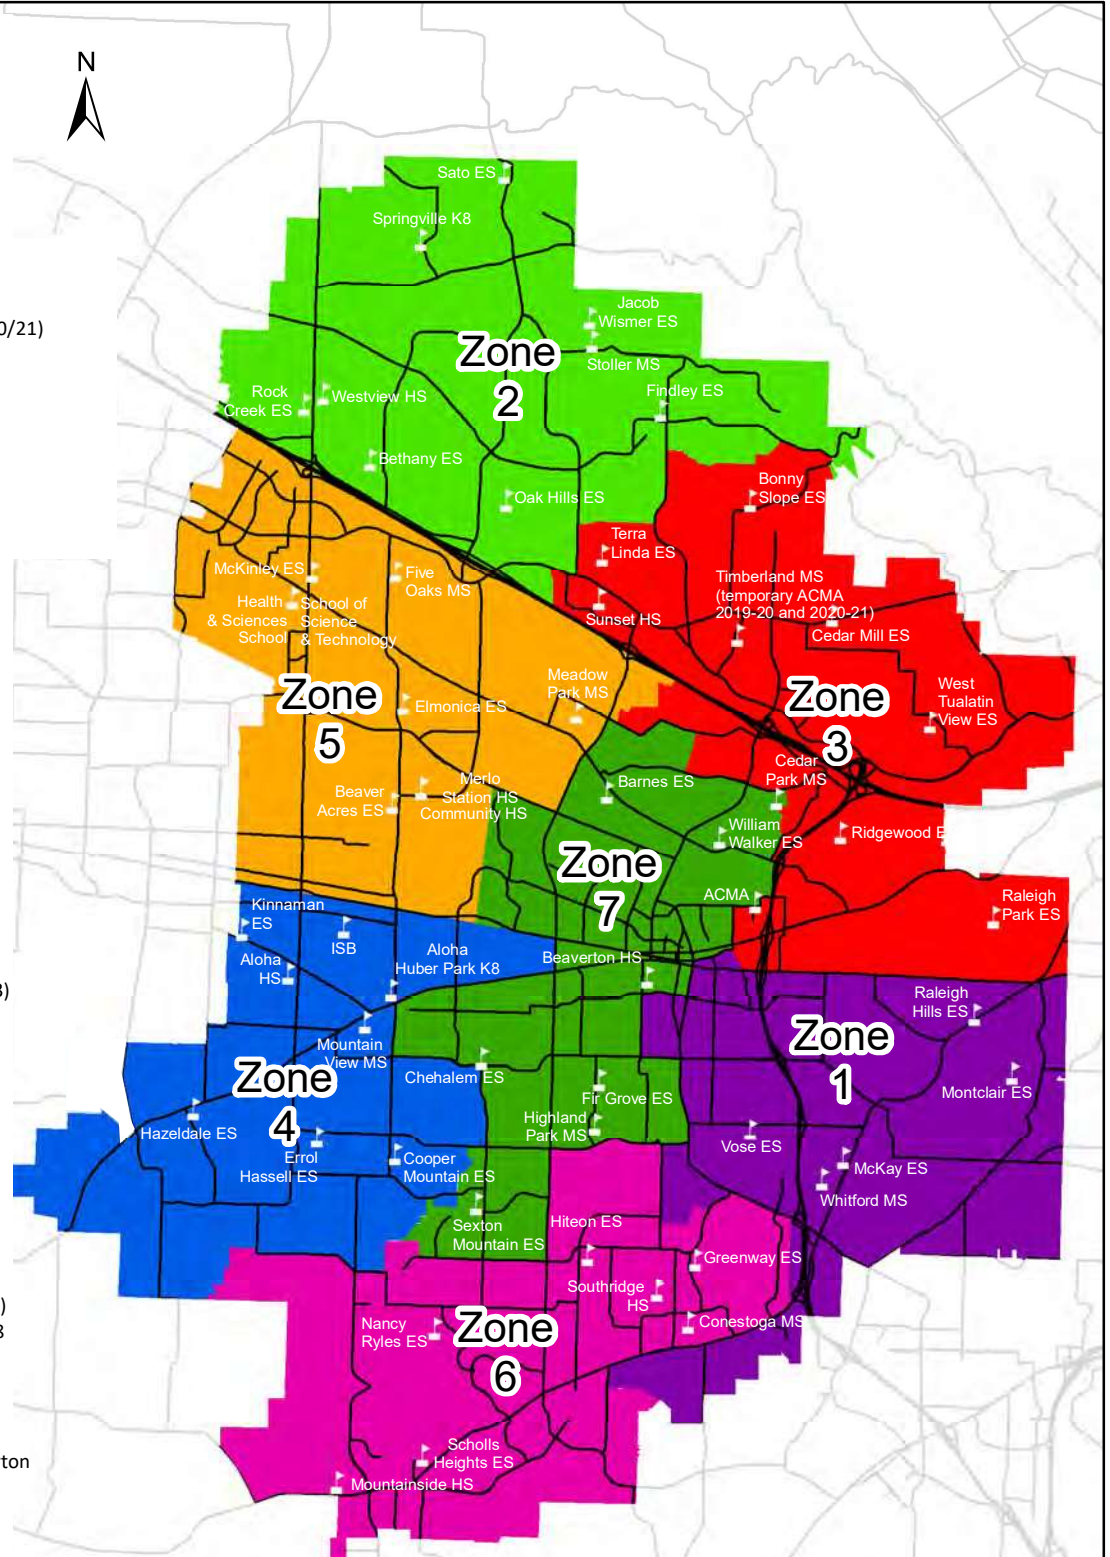 N
0/21)
Sato ES
Springville K8
Jacob
Wismer ES
Zone
2
Stoller MS
Findley ES
Rock
Creek ES
Westview HS
Bethany ES
Oak Hills ES
Bonny
Slope ES
Terra
Linda ES
McKinley ES
Five
Oaks MS
Timberland MS
(temporary ACMA
2019-20 and 2020-21)
Health
& Sciences
School
School of
Science
& Technology
Sunset HS
Cedar Mill ES
Meadow
Park MS
Zone
5
Elmonica ES
Zone
3
West
Tualatin
View ES
Cedar
Park MS
Beaver
Acres ES
Merlo
Station HS
Community HS
Barnes ES
William
Walker ES
Ridgewood E
Zone
7
ACMA
Raleigh
Park ES
Kinnaman
ES
ISB
Aloha
HS
Aloha
Huber Park K8
Beaverton HS
)
Raleigh
Hills ES
Mountain
View MS
Zone
1
Zone
4
Chehalem ES
Fir Grove ES
Montclair ES
Highland
Park MS
Hazeldale ES
Errol
Hassell ES
Cooper
Mountain ES
Vose ES
McKay ES
Whitford MS
Sexton
Mountain ES
Hiteon ES
Greenway ES
Southridge
HS
)
3
Nancy
Ryles ES
Zone
6
Conestoga MS
Scholls
Heights ES
ton
Mountainside HS